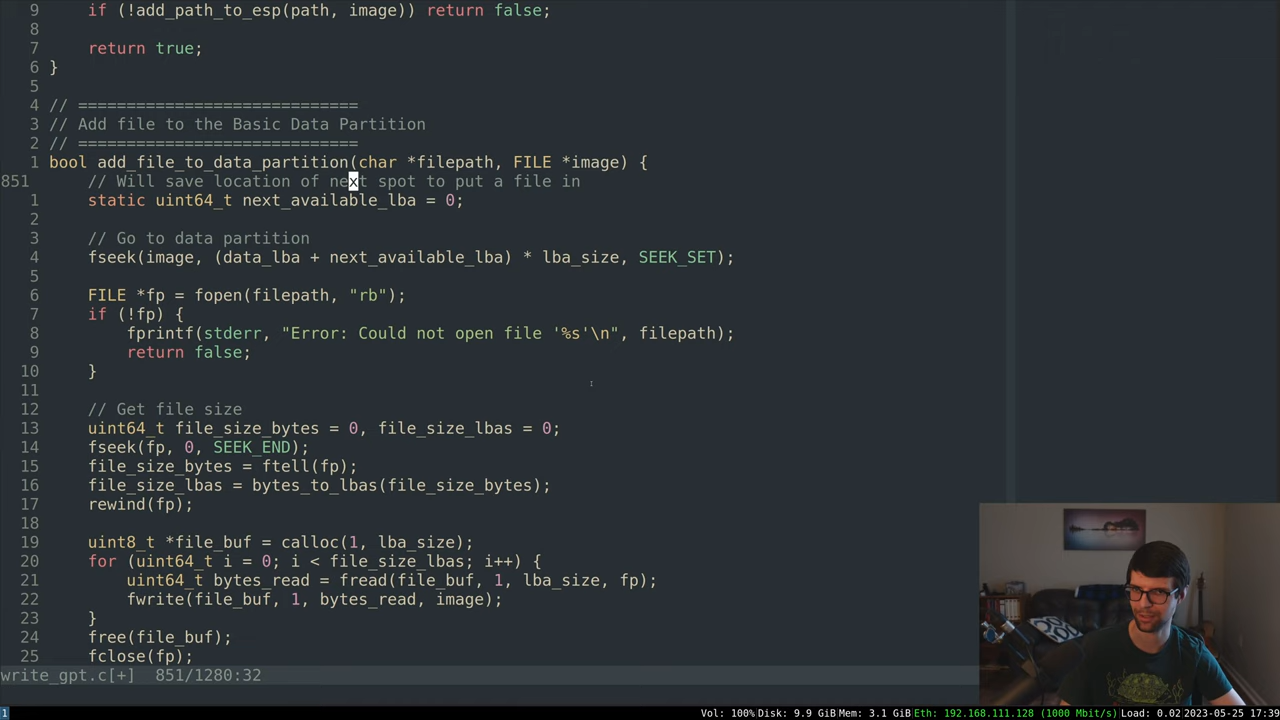 9     if (!add_path_to_esp(path, image)) return false;
8
7     return true;
6 }
5
4 // =============================
3 // Add file to the Basic Data Partition
2 // =============================
1 bool add_file_to_data_partition(char *filepath, FILE *image) {
851     // Will save location of next spot to put a file in
1     static uint64_t next_available_lba = 0;
2
3     // Go to data partition
4     fseek(image, (data_lba + next_available_lba) * lba_size, SEEK_SET);
5
6     FILE *fp = fopen(filepath, "rb");
7     if (!fp) {
8         fprintf(stderr, "Error: Could not open file '%s'\n", filepath);
9         return false;
10     }
11
12     // Get file size
13     uint64_t file_size_bytes = 0, file_size_lbas = 0;
14     fseek(fp, 0, SEEK_END);
15     file_size_bytes = ftell(fp);
16     file_size_lbas = bytes_to_lbas(file_size_bytes);
17     rewind(fp);
18
19     uint8_t *file_buf = calloc(1, lba_size);
20     for (uint64_t i = 0; i < file_size_lbas; i++) {
21         uint64_t bytes_read = fread(file_buf, 1, lba_size, fp);
22         fwrite(file_buf, 1, bytes_read, image);
23     }
24     free(file_buf);
25     fclose(fp);
write_gpt.c[+]  851/1280:32
1 Vol: 100% Disk: 9.9 GiB Mem: 3.1 GiB Eth: 192.168.111.128 (1000 Mbit/s) Load: 0.02 2023-05-25 17:39